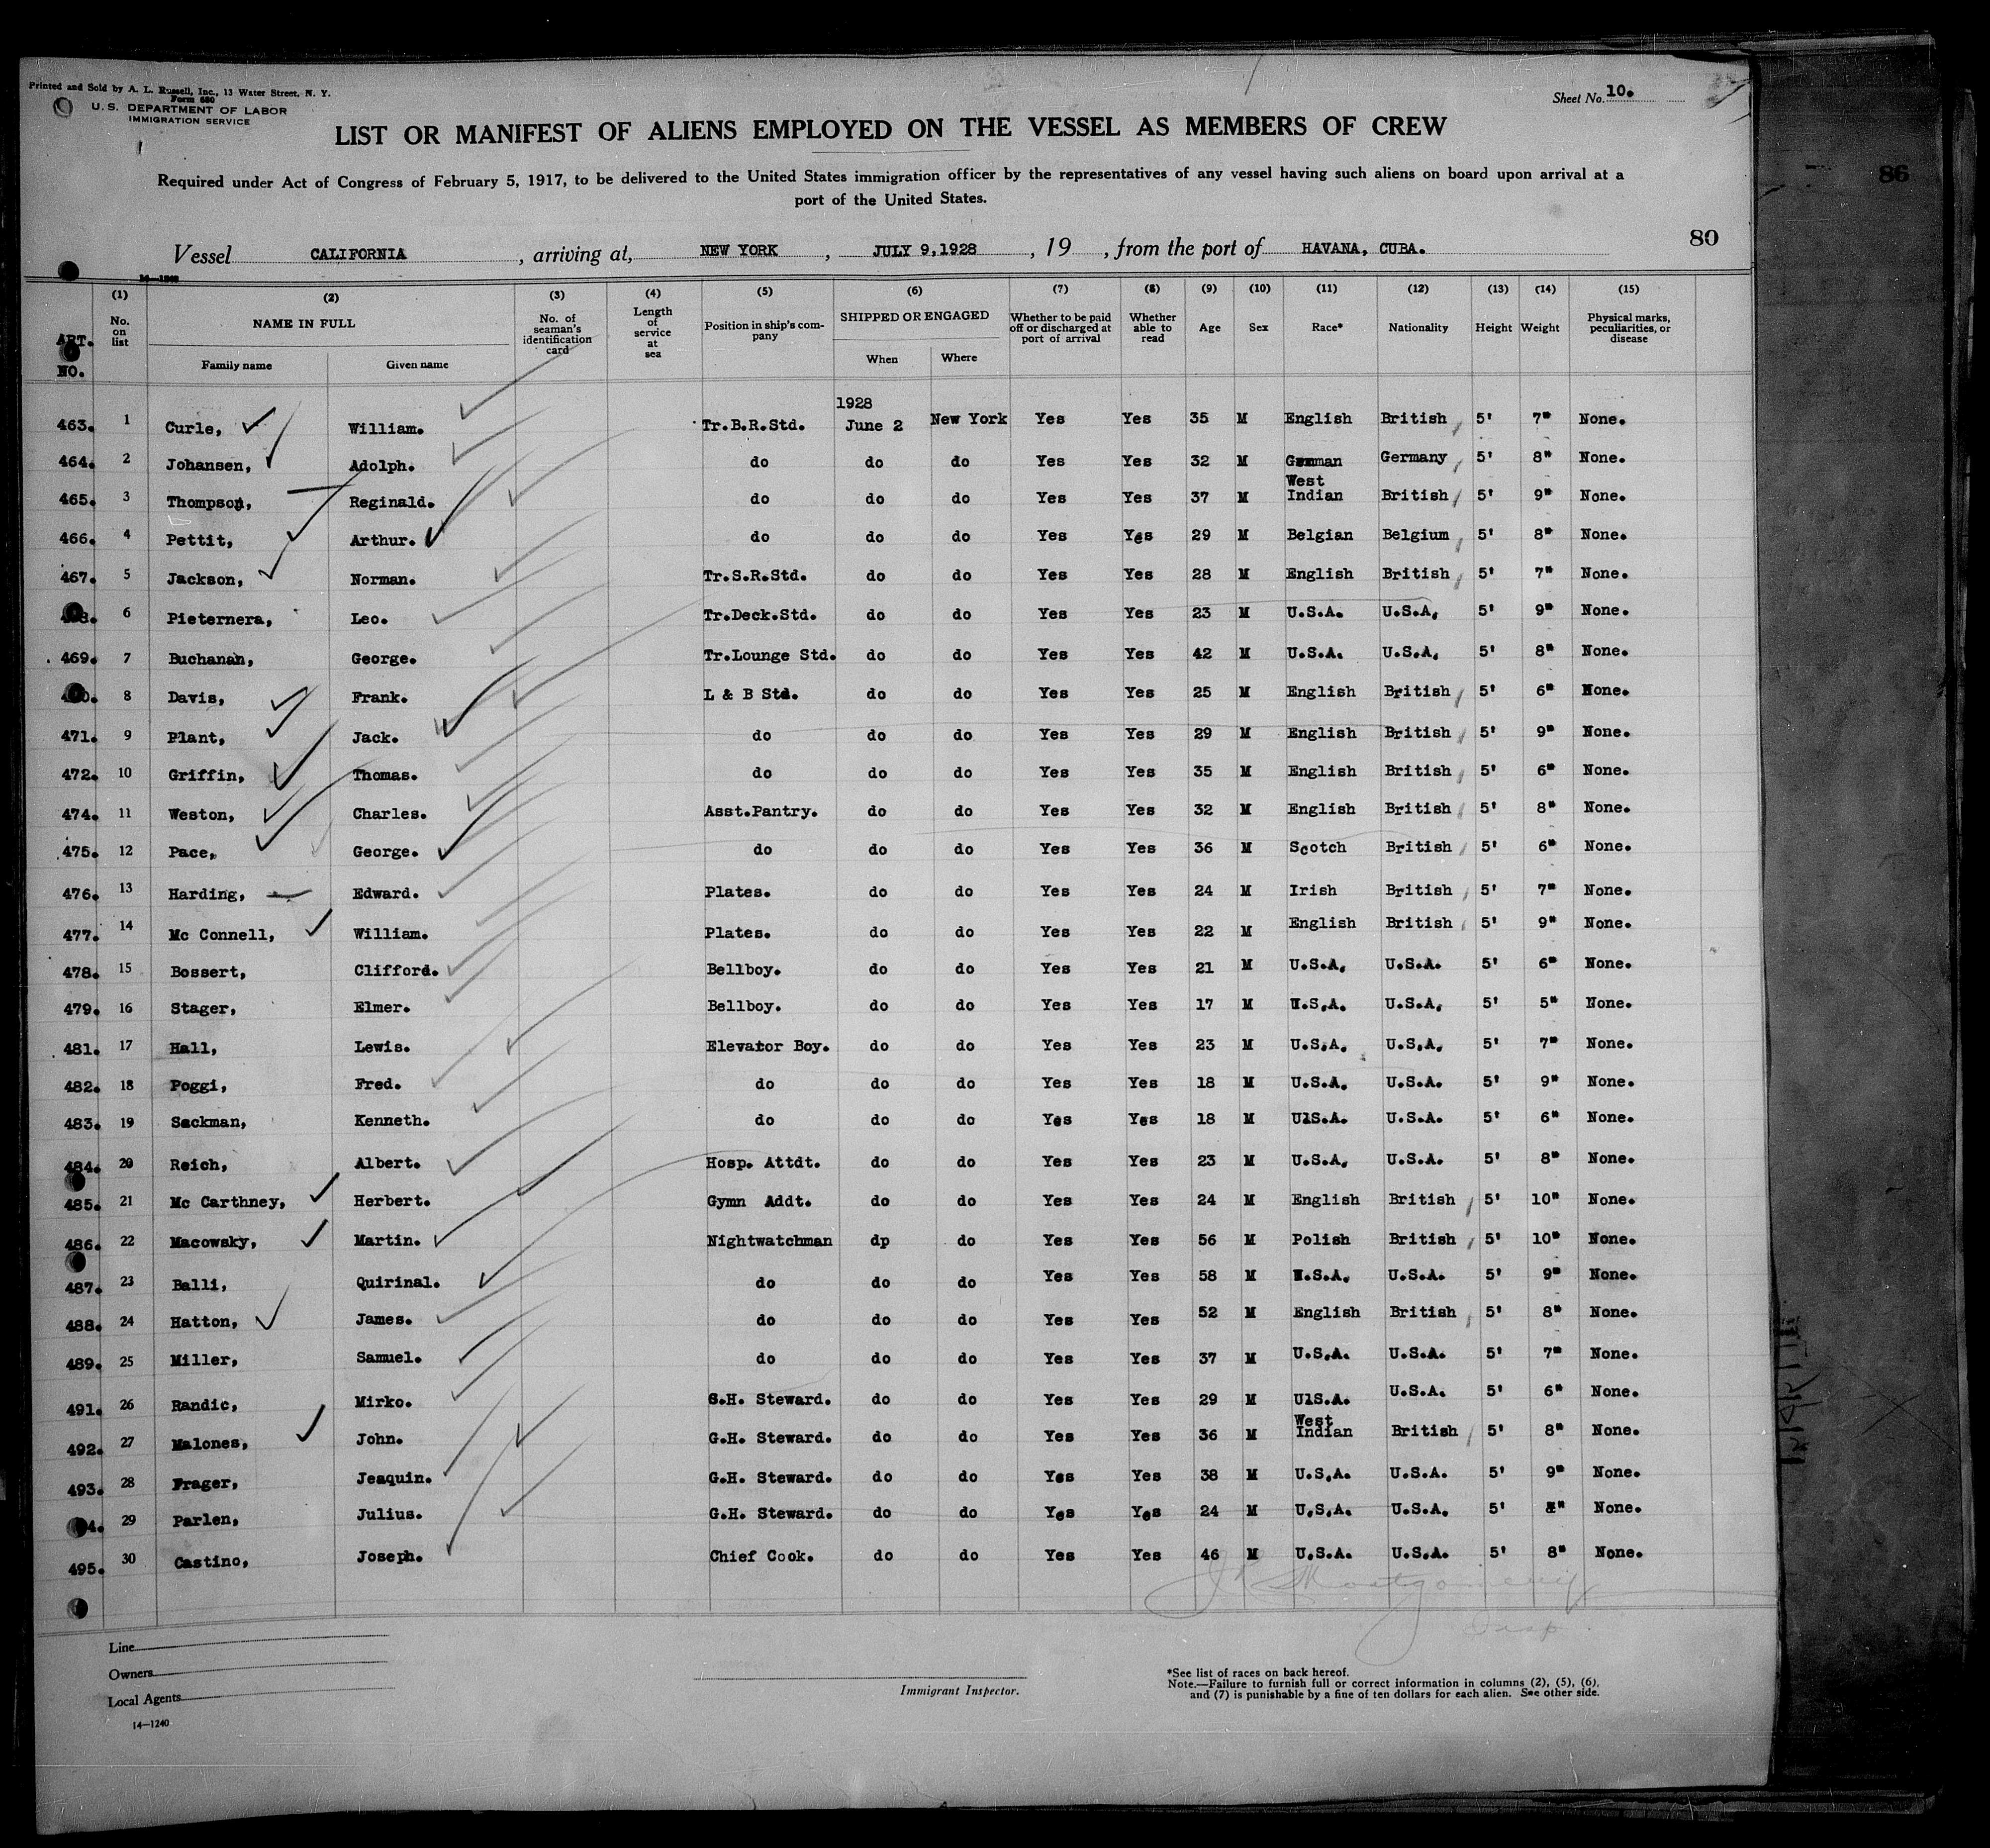 Printed and Sold by A. L. Russell, Inc., 13 Water Street, N. Y.
Form 680
U. S. DEPARTMENT OF LABOR
IMMIGRATION SERVICE
Sheet No. 10.
LIST OR MANIFEST OF ALIENS EMPLOYED ON THE VESSEL AS MEMBERS OF CREW
Required under Act of Congress of February 5, 1917, to be delivered to the United States immigration officer by the representatives of any vessel having such aliens on board upon arrival at a
port of the United States.
86
80
Vessel CALIFORNIA , arriving at, NEW YORK , JULY 9,1928 , 19 , from the port of HAVANA, CUBA.
14-1240
ART. NO. (1) No. on list (2) NAME IN FULL Family name Given name (3) No. of seaman's identification card (4) Length of service at sea (5) Position in ship's company (6) SHIPPED OR ENGAGED When Where (7) Whether to be paid off or discharged at port of arrival (8) Whether able to read (9) Age (10) Sex (11) Race* (12) Nationality (13) Height (14) Weight (15) Physical marks, peculiarities, or disease
463. 1 Curle, William. Tr.B.R.Std. 1928 June 2 New York Yes Yes 35 M English British 5' 7" None.
464. 2 Johansen, Adolph. do do do Yes Yes 32 M German Germany 5' 8" None.
465. 3 Thompson, Reginald. do do do Yes Yes 37 M West Indian British 5' 9" None.
466. 4 Pettit, Arthur. do do do Yes Yes 29 M Belgian Belgium 5' 8" None.
467. 5 Jackson, Norman. Tr.S.R.Std. do do Yes Yes 28 M English British 5' 7" None.
6 Pieternera, Leo. Tr.Deck.Std. do do Yes Yes 23 M U.S.A. U.S.A, 5' 9" None.
469. 7 Buchanan, George. Tr.Lounge Std. do do Yes Yes 42 M U.S.A. U.S.A, 5' 8" None.
8 Davis, Frank. L & B Std. do do Yes Yes 25 M English British 5' 6" None.
471. 9 Plant, Jack. do do do Yes Yes 29 M English British 5' 9" None.
472. 10 Griffin, Thomas. do do do Yes Yes 35 M English British 5' 6" None.
474. 11 Weston, Charles. Asst.Pantry. do do Yes Yes 32 M English British 5' 8" None.
475. 12 Pace, George. do do do Yes Yes 36 M Scotch British 5' 6" None.
476. 13 Harding, Edward. Plates. do do Yes Yes 24 M Irish British 5' 7" None.
477. 14 Mc Connell, William. Plates. do do Yes Yes 22 M English British 5' 9" None.
478. 15 Bossert, Clifford. Bellboy. do do Yes Yes 21 M U.S.A, U.S.A. 5' 6" None.
479. 16 Stager, Elmer. Bellboy. do do Yes Yes 17 M U.S.A. U.S.A, 5' 5" None.
481. 17 Hall, Lewis. Elevator Boy. do do Yes Yes 23 M U.S.A, U.S.A, 5' 7" None.
482. 18 Poggi, Fred. do do do Yes Yes 18 M U.S.A, U.S.A. 5' 9" None.
483. 19 Sackman, Kenneth. do do do Yes Yes 18 M UlS.A. U.S.A. 5' 6" None.
484. 20 Reich, Albert. Hosp. Attdt. do do Yes Yes 23 M U.S.A, U.S.A. 5' 8" None.
485. 21 Mc Carthney, Herbert. Gymn Addt. do do Yes Yes 24 M English British 5' 10" None.
486. 22 Macowsky, Martin. Nightwatchman dp do Yes Yes 56 M Polish British 5' 10" None.
487. 23 Balli, Quirinal. do do do Yes Yes 58 M U.S.A, U.S.A. 5' 9" None.
488. 24 Hatton, James. do do do Yes Yes 52 M English British 5' 8" None.
489. 25 Miller, Samuel. do do do Yes Yes 37 M U.S.A. U.S.A. 5' 7" None.
491. 26 Randic, Mirko. S.H. Steward. do do Yes Yes 29 M UlS.A. U.S.A. 5' 6" None.
492. 27 Malones, John. G.H. Steward. do do Yes Yes 36 M West Indian British 5' 8" None.
493. 28 Frager, Jeaquin. G.H. Steward. do do Yes Yes 38 M U.S.A. U.S.A. 5' 9" None.
29 Parlen, Julius. G.H. Steward. do do Yes Yes 24 M U.S.A. U.S.A. 5' None.
495. 30 Castino, Joseph. Chief Cook. do do Yes Yes 46 M U.S.A. U.S.A. 5' 8" None.
J Montgomery
Insp.
Line
Owners
Local Agents
14-1240
Immigrant Inspector.
*See list of races on back hereof.
Note.—Failure to furnish full or correct information in columns (2), (5), (6),
and (7) is punishable by a fine of ten dollars for each alien. See other side.